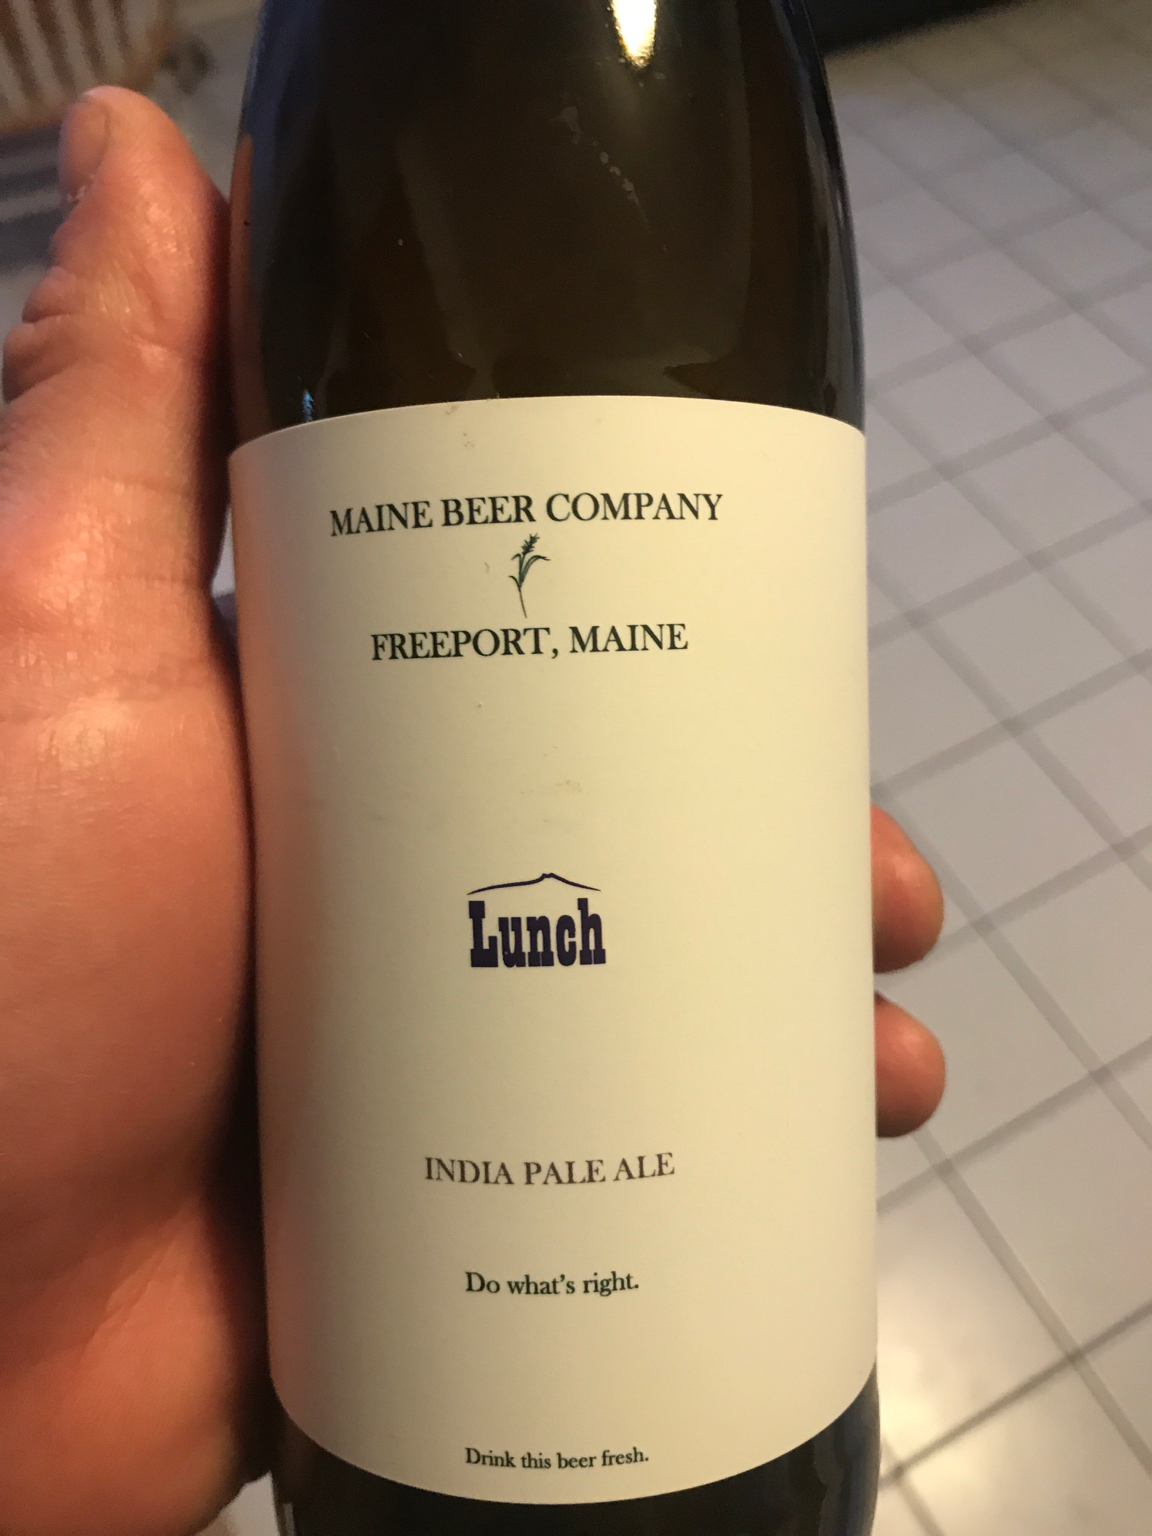 MAINE BEER COMPANY
FREEPORT, MAINE
Lunch
INDIA PALE ALE
Do what's right.
Drink this beer fresh.